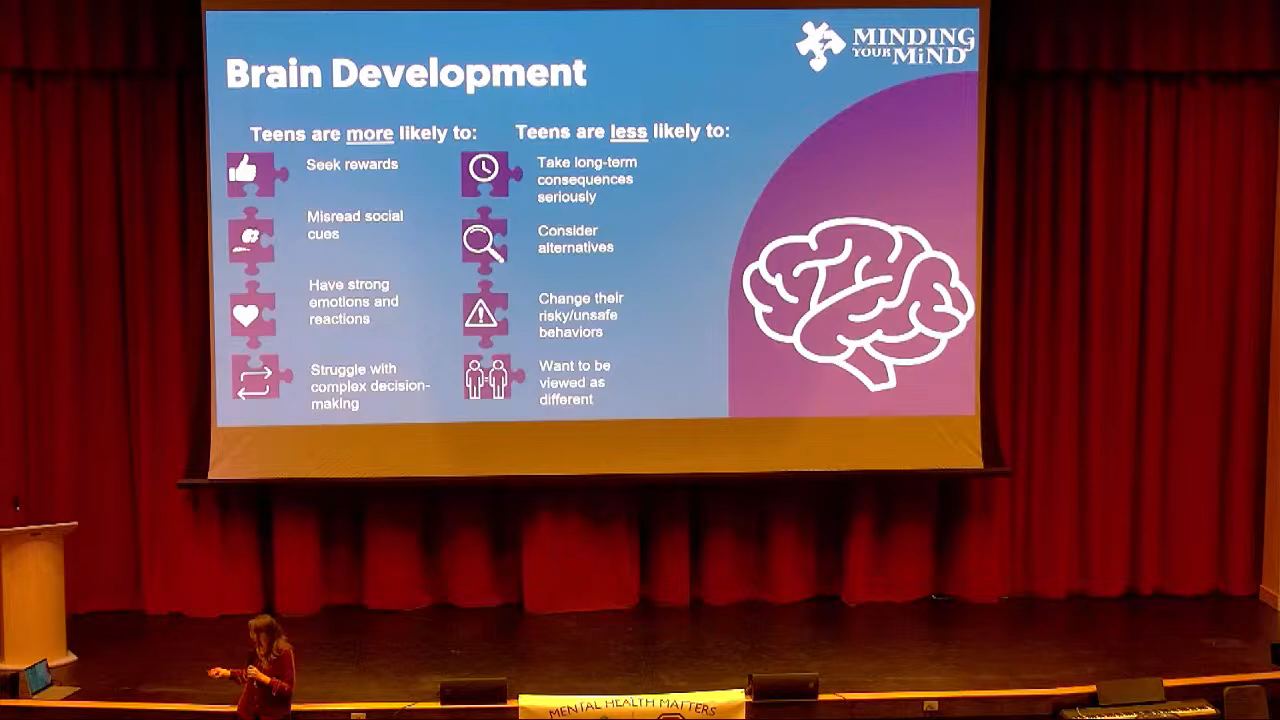 MINDING
YOUR MiND
Brain Development
Teens are more likely to:
Seek rewards
Misread social
cues
Have strong
emotions and
reactions
Struggle with
complex decision-
making
Teens are less likely to:
Take long-term
consequences
seriously
Consider
alternatives
Change their
risky/unsafe
behaviors
Want to be
viewed as
different
MENTAL HEALTH MATTERS